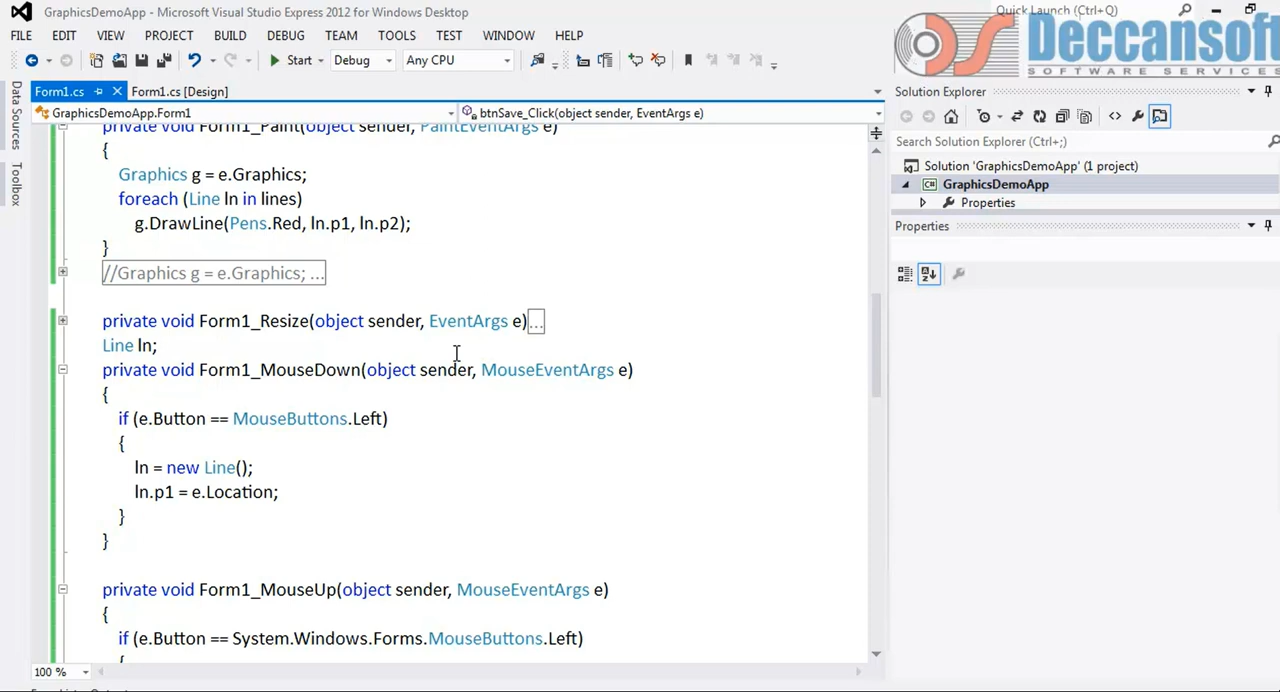 GraphicsDemoApp - Microsoft Visual Studio Express 2012 for Windows Desktop
Quick Launch (Ctrl+Q)
FILE EDIT VIEW PROJECT BUILD DEBUG TEAM TOOLS TEST WINDOW HELP
Deccansoft
SOFTWARE SERVICES
Start Debug Any CPU
Data Sources
Toolbox
Form1.cs Form1.cs [Design]
GraphicsDemoApp.Form1 btnSave_Click(object sender, EventArgs e)
private void Form1_Paint(object sender, PaintEventArgs e)
{
Graphics g = e.Graphics;
foreach (Line ln in lines)
g.DrawLine(Pens.Red, ln.p1, ln.p2);
}
//Graphics g = e.Graphics; ...
private void Form1_Resize(object sender, EventArgs e)...
Line ln;
private void Form1_MouseDown(object sender, MouseEventArgs e)
{
if (e.Button == MouseButtons.Left)
{
ln = new Line();
ln.p1 = e.Location;
}
}
private void Form1_MouseUp(object sender, MouseEventArgs e)
{
if (e.Button == System.Windows.Forms.MouseButtons.Left)
{
100 %
Solution Explorer
Search Solution Explorer (Ctrl+;)
Solution 'GraphicsDemoApp' (1 project)
C# GraphicsDemoApp
Properties
Properties